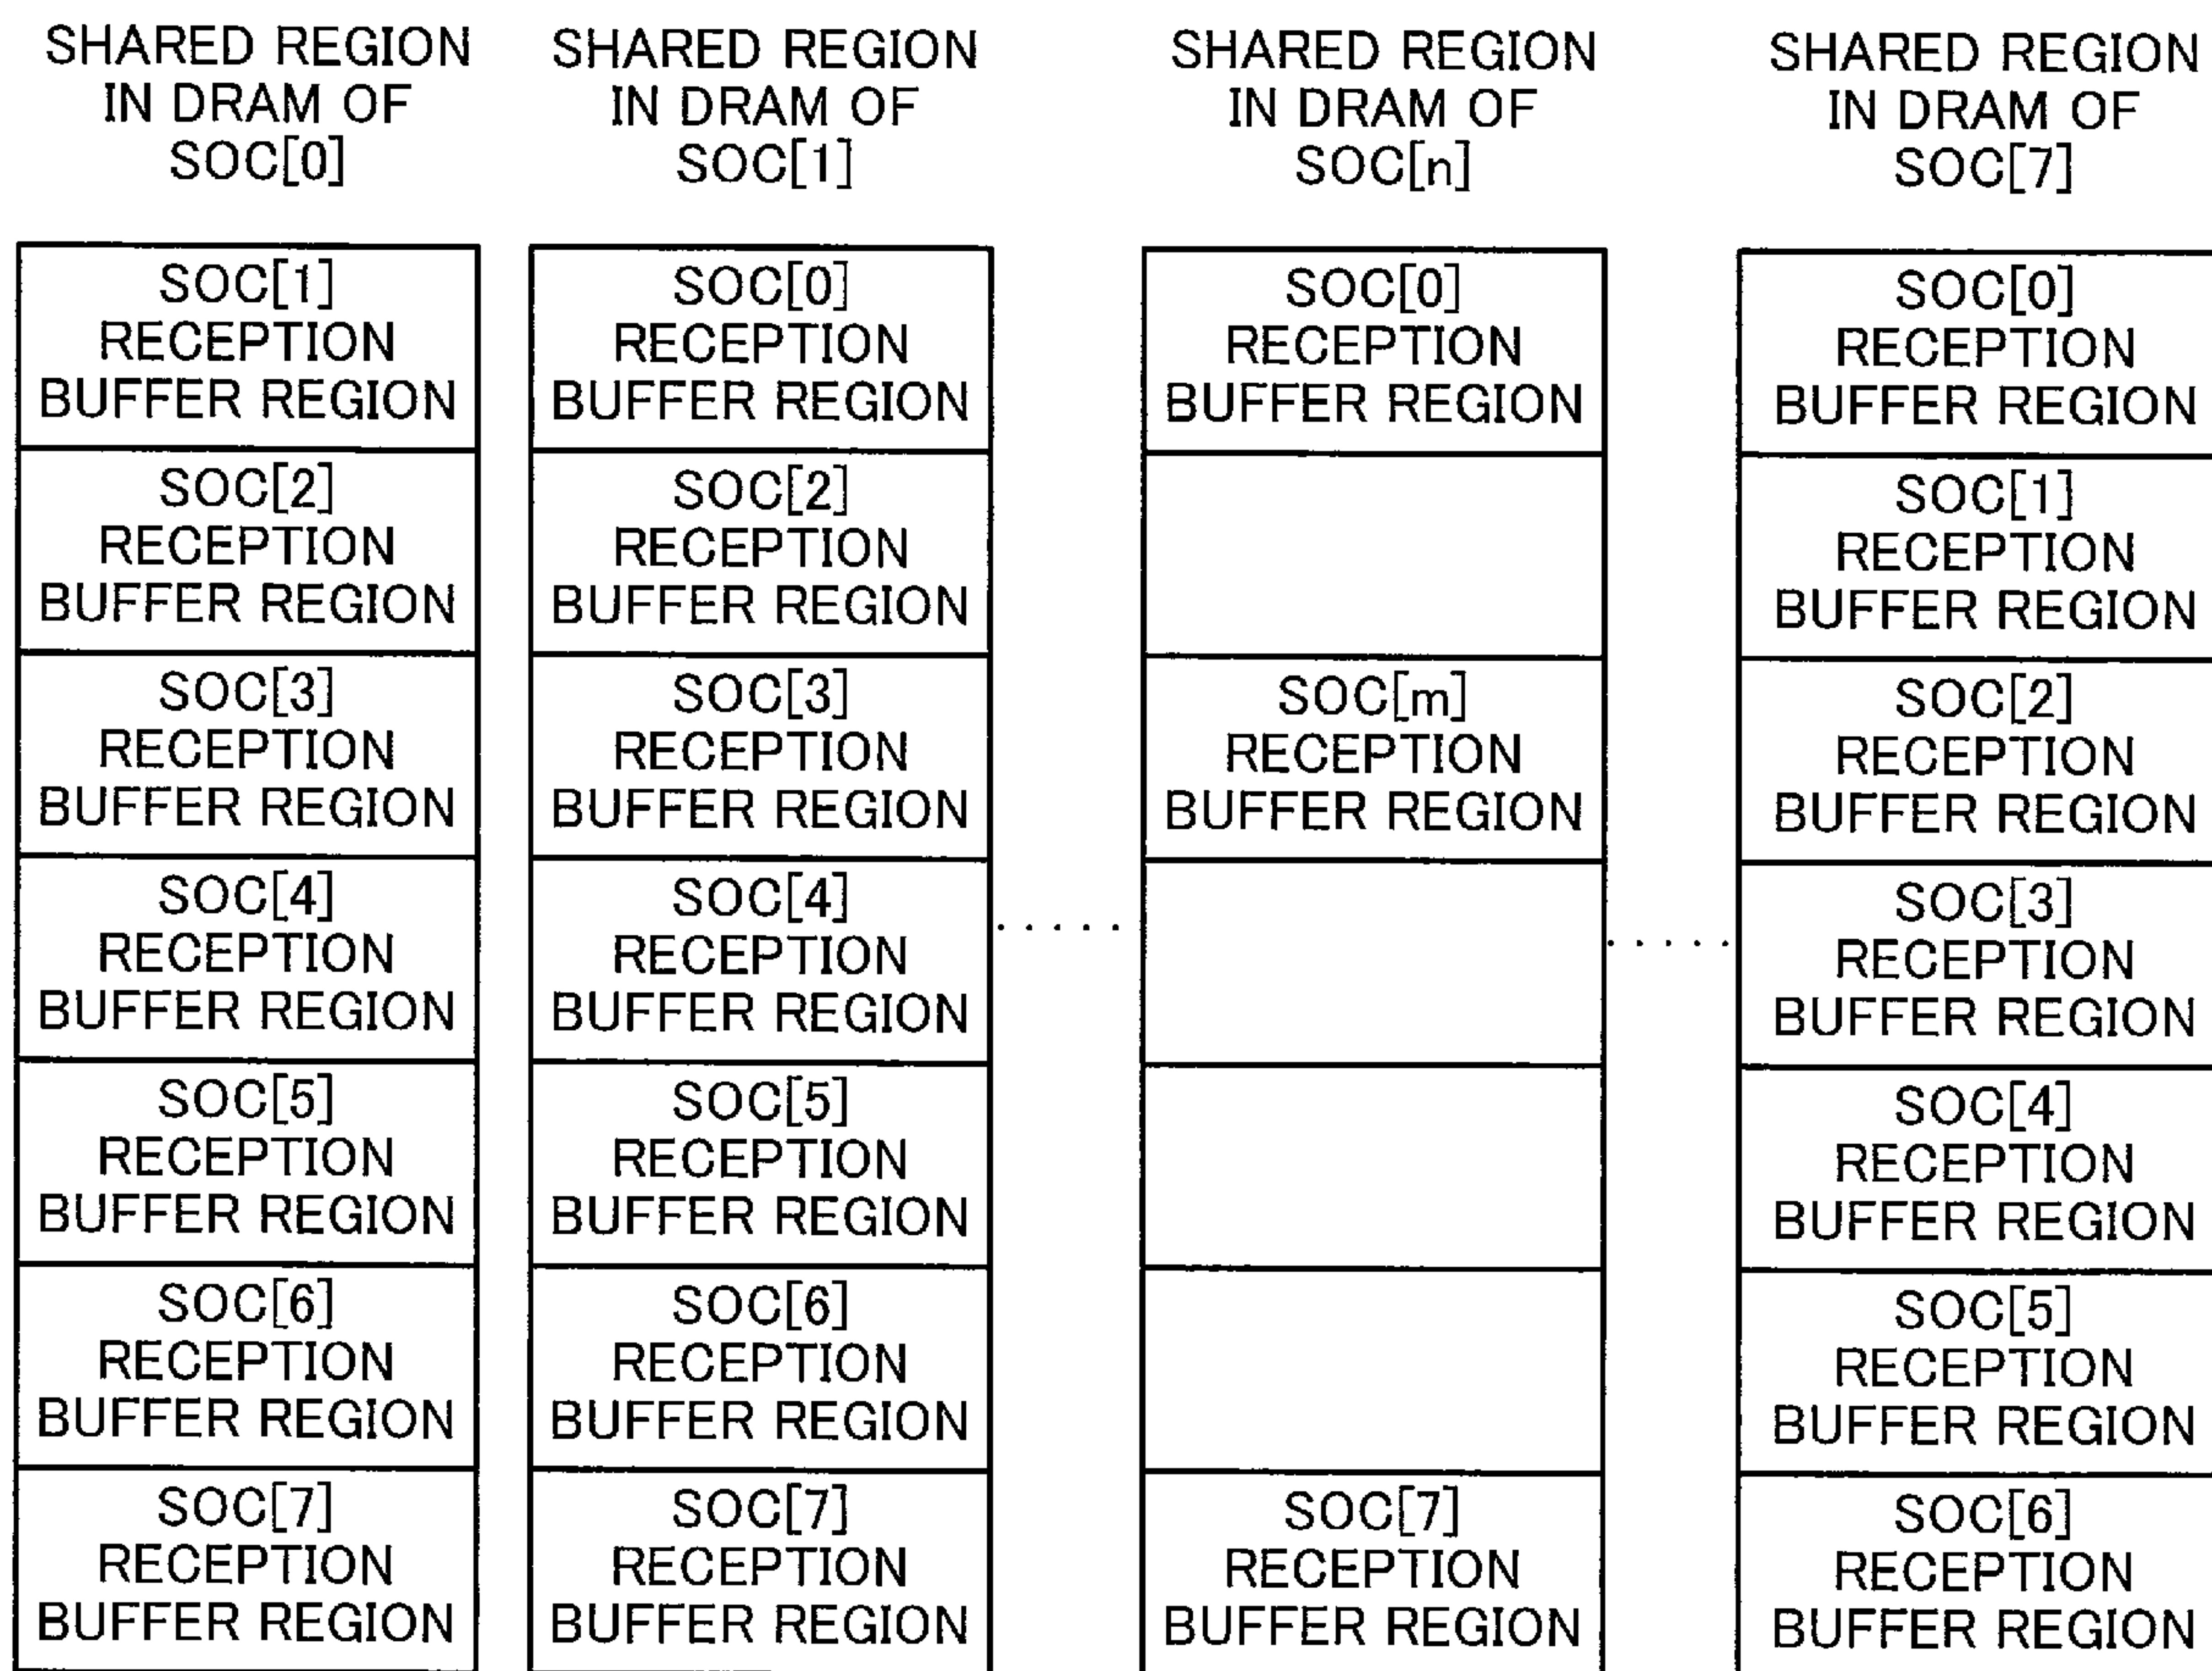 SHARED REGION
IN DRAM OF
SOC[0]
SOC[1]
RECEPTION
BUFFER REGION
SOC[2]
RECEPTION
BUFFER REGION
SOC[3]
RECEPTION
BUFFER REGION
SOC[4]
RECEPTION
BUFFER REGION
SOC[5]
RECEPTION
BUFFER REGION
SOC[6]
RECEPTION
BUFFER REGION
SOC[7]
RECEPTION
BUFFER REGION
SHARED REGION
IN DRAM OF
SOC[1]
SOC[0]
RECEPTION
BUFFER REGION
SOC[2]
RECEPTION
BUFFER REGION
SOC[3]
RECEPTION
BUFFER REGION
SOC[4]
RECEPTION
BUFFER REGION
SOC[5]
RECEPTION
BUFFER REGION
SOC[6]
RECEPTION
BUFFER REGION
SOC[7]
RECEPTION
BUFFER REGION
.....
SHARED REGION
IN DRAM OF
SOC[n]
SOC[0]
RECEPTION
BUFFER REGION
SOC[m]
RECEPTION
BUFFER REGION
SOC[7]
RECEPTION
BUFFER REGION
.....
SHARED REGION
IN DRAM OF
SOC[7]
SOC[0]
RECEPTION
BUFFER REGION
SOC[1]
RECEPTION
BUFFER REGION
SOC[2]
RECEPTION
BUFFER REGION
SOC[3]
RECEPTION
BUFFER REGION
SOC[4]
RECEPTION
BUFFER REGION
SOC[5]
RECEPTION
BUFFER REGION
SOC[6]
RECEPTION
BUFFER REGION